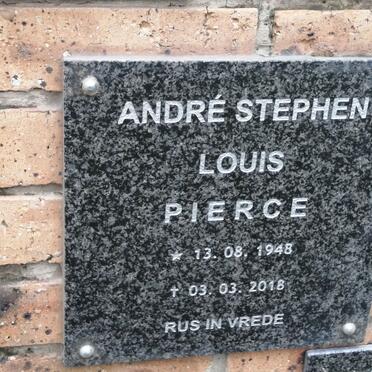 ANDRÉ STEPHEN
LOUIS
PIERCE
★ 13. 08. 1948
† 03. 03. 2018
RUS IN VREDE